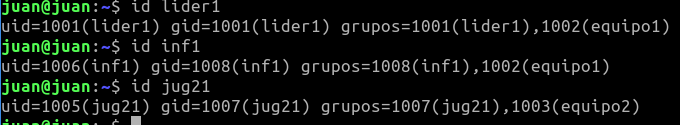 juan@juan:~$ id lider1
uid=1001(lider1) gid=1001(lider1) grupos=1001(lider1),1002(equipo1)
juan@juan:~$ id inf1
uid=1006(inf1) gid=1008(inf1) grupos=1008(inf1),1002(equipo1)
juan@juan:~$ id jug21
uid=1005(jug21) gid=1007(jug21) grupos=1007(jug21),1003(equipo2)
juan@juan:~$